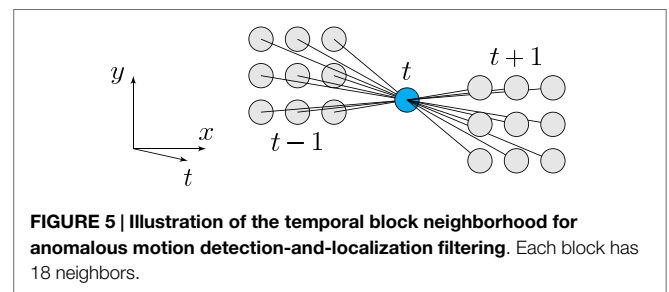 t
t + 1
y
x
t − 1
t
FIGURE 5 | Illustration of the temporal block neighborhood for
anomalous motion detection-and-localization filtering. Each block has
18 neighbors.